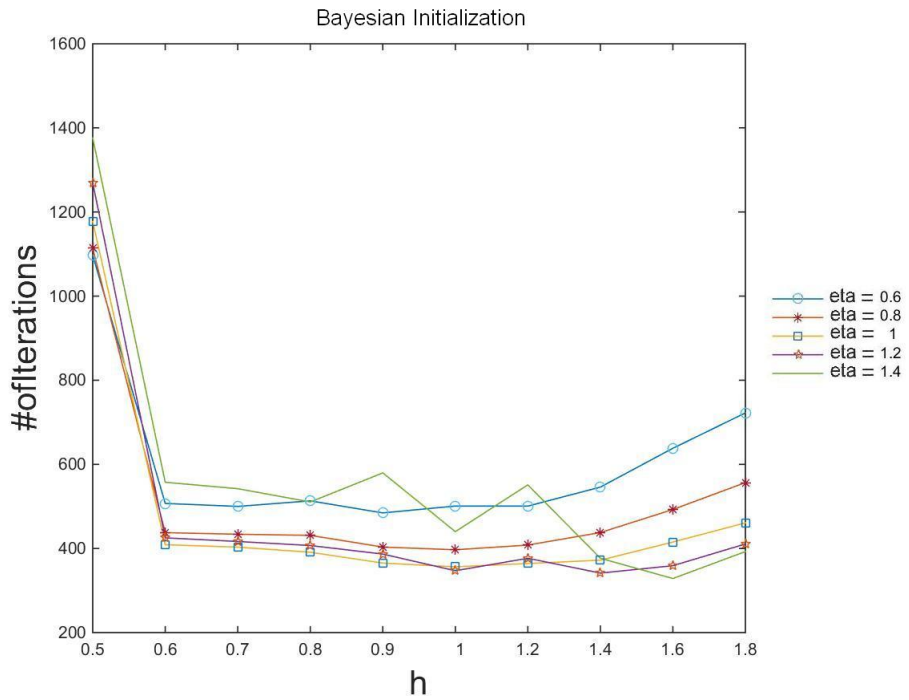 Bayesian Initialization
1600
1400
1200
1000
800
600
400
200
#ofIterations
0.5 0.6 0.7 0.8 0.9 1 1.2 1.4 1.6 1.8
h
eta = 0.6
eta = 0.8
eta = 1
eta = 1.2
eta = 1.4